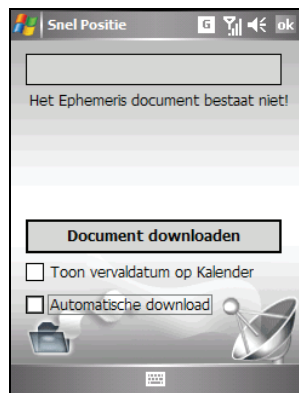 Snel Positie G ok
Het Ephemeris document bestaat niet!
Document downloaden
Toon vervaldatum op Kalender
Automatische download